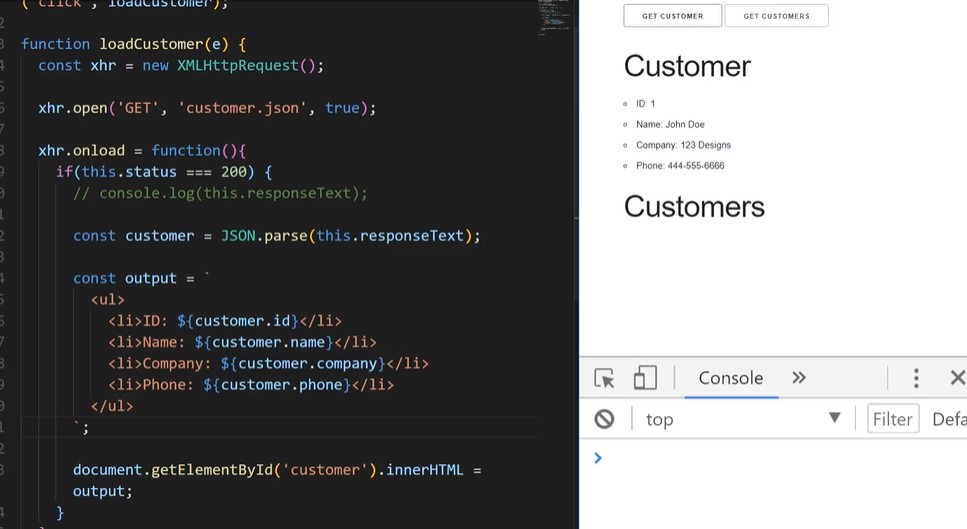 ('click', loadCustomer);
function loadCustomer(e) {
const xhr = new XMLHttpRequest();
xhr.open('GET', 'customer.json', true);
xhr.onload = function(){
if(this.status === 200) {
// console.log(this.responseText);
const customer = JSON.parse(this.responseText);
const output = `
<ul>
<li>ID: ${customer.id}</li>
<li>Name: ${customer.name}</li>
<li>Company: ${customer.company}</li>
<li>Phone: ${customer.phone}</li>
</ul>
`;
document.getElementById('customer').innerHTML =
output;
}
GET CUSTOMER
GET CUSTOMERS
Customer
ID: 1
Name: John Doe
Company: 123 Designs
Phone: 444-555-6666
Customers
Console
top
Filter
Defa